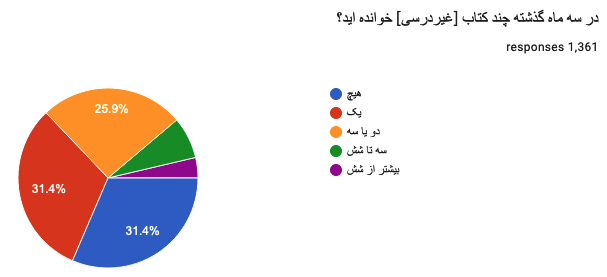 در سه ماه گذشته چند کتاب [غیردرسی] خوانده اید؟
1,361 responses
هیچ
یک
دو یا سه
سه تا شش
بیشتر از شش
25.9%
31.4%
31.4%